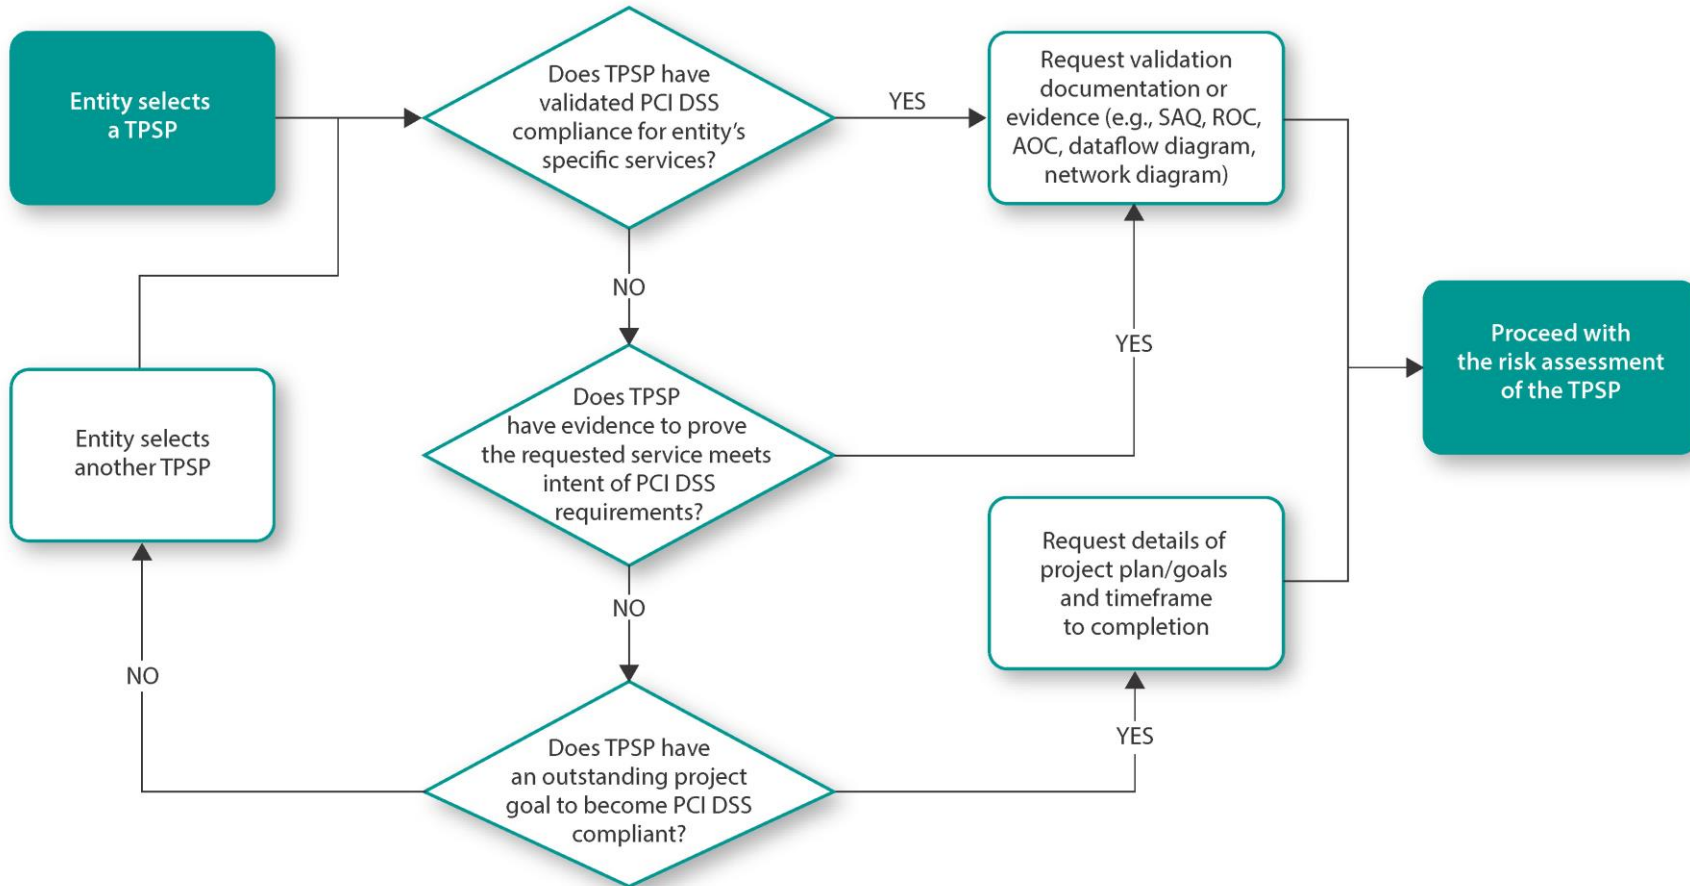 Entity selects
a TPSP
Does TPSP have
validated PCI DSS
compliance for entity’s
specific services?
YES
Request validation
documentation or
evidence (e.g., SAQ, ROC,
AOC, dataflow diagram,
network diagram)
NO
YES
Proceed with
the risk assessment
of the TPSP
Entity selects
another TPSP
Does TPSP
have evidence to prove
the requested service meets
intent of PCI DSS
requirements?
Request details of
project plan/goals
and timeframe
to completion
NO
NO
YES
Does TPSP have
an outstanding project
goal to become PCI DSS
compliant?